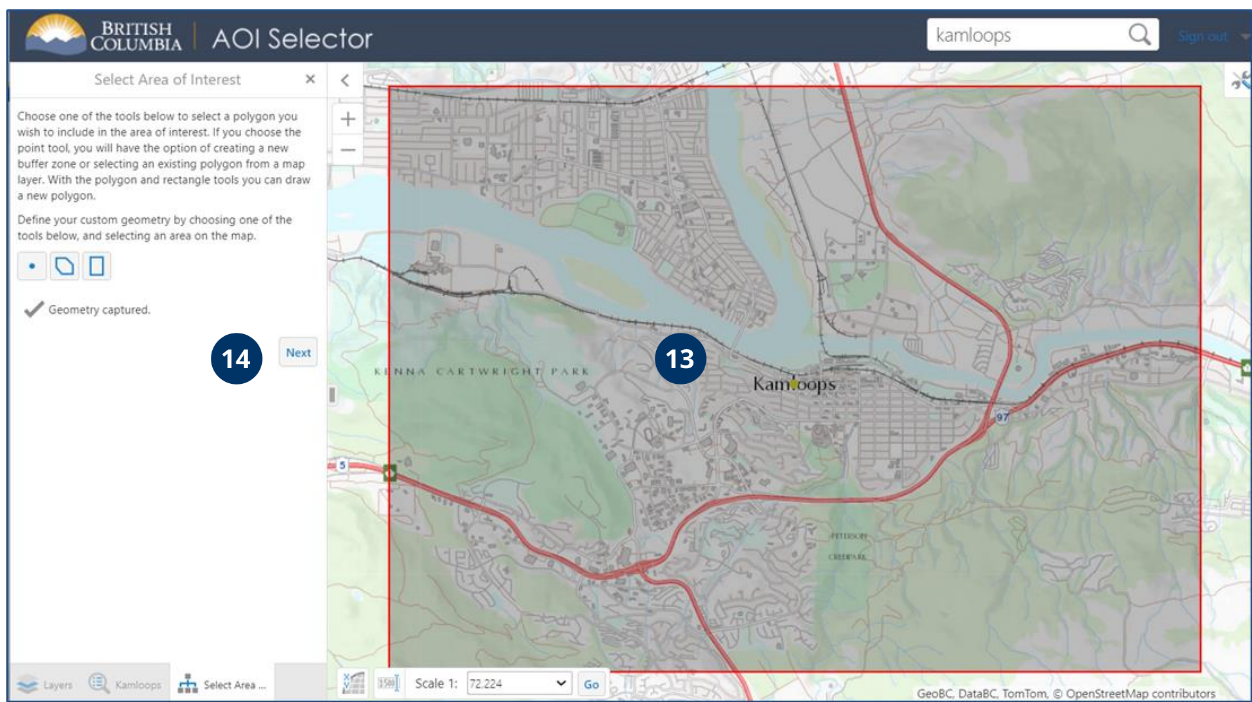 BRITISH
COLUMBIA
AOI Selector
kamloops
Sign out
Select Area of Interest
Choose one of the tools below to select a polygon you
wish to include in the area of interest. If you choose the
point tool, you will have the option of creating a new
buffer zone or selecting an existing polygon from a map
layer. With the polygon and rectangle tools you can draw
a new polygon.
Define your custom geometry by choosing one of the
tools below, and selecting an area on the map.
Geometry captured.
14
Next
13
KENNA CARTWRIGHT PARK
Kamloops
97
5
PETERSON
CREEK PARK
Layers
Kamloops
Select Area ...
Scale 1:
72.224
Go
GeoBC, DataBC, TomTom, © OpenStreetMap contributors